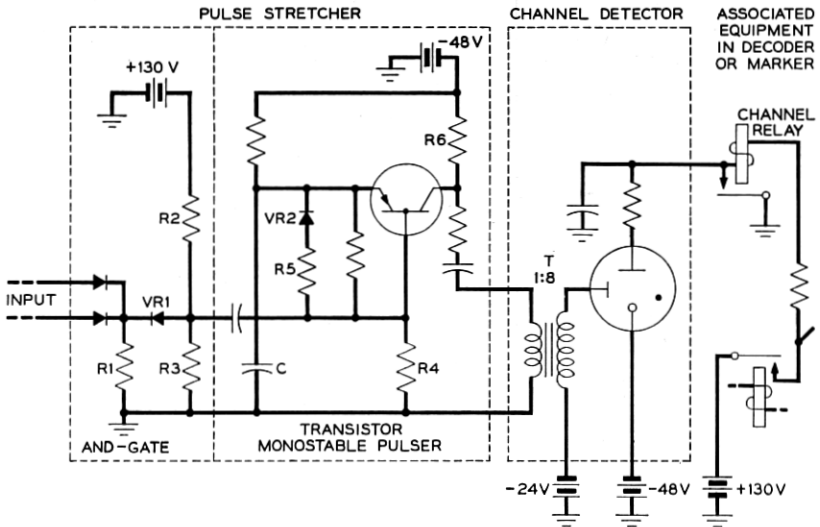 PULSE STRETCHER
CHANNEL DETECTOR
ASSOCIATED
EQUIPMENT
IN DECODER
OR MARKER
-48V
+130 V
CHANNEL
RELAY
R6
R2
VR2
R5
T
1:8
INPUT
VR1
R1
R3
C
R4
AND-GATE
TRANSISTOR
MONOSTABLE PULSER
-24V
-48V
+130V